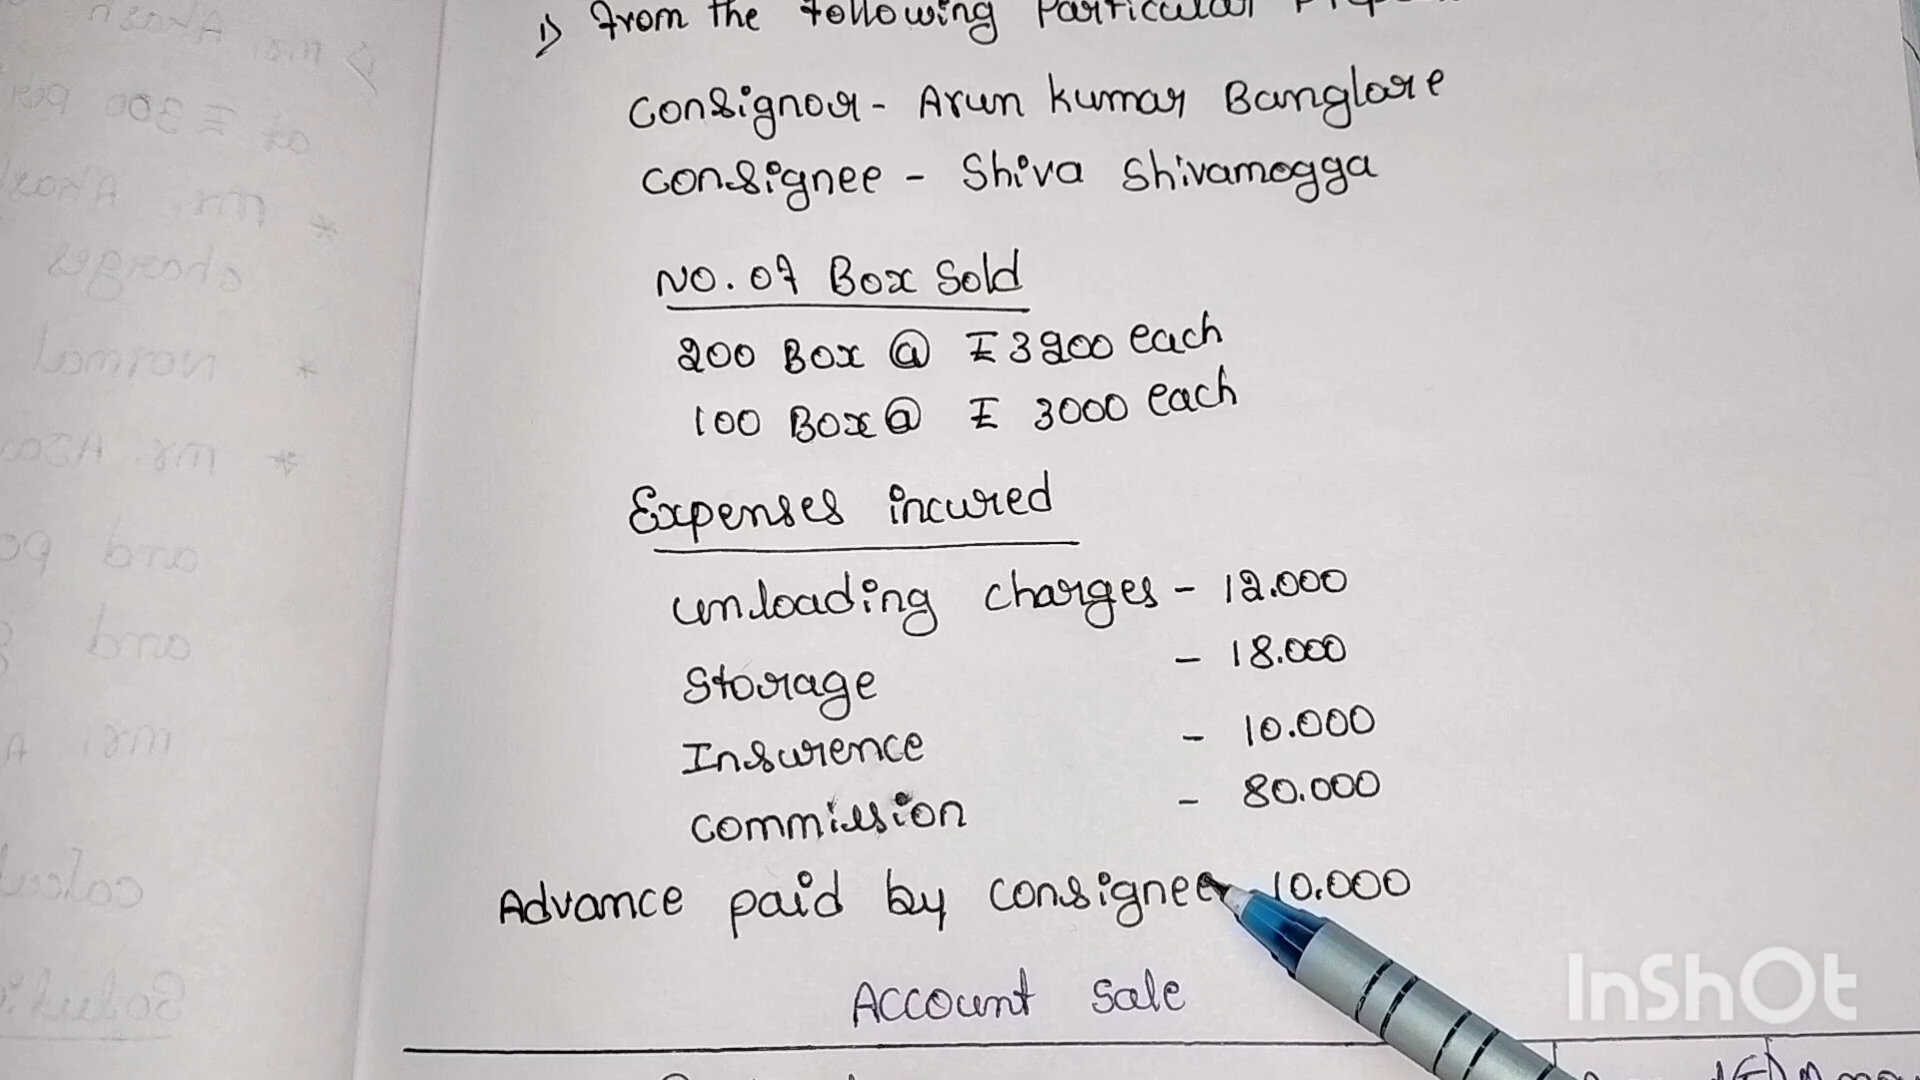 1) From the following Particular
Consignor - Arun Kumar Banglore
Consignee - Shiva Shivamogga
No. of Box Sold
200 Box @ ₹3200 each
100 Box @ ₹ 3000 each
Expenses incured
unloading charges - 12.000
Storage - 18.000
Insurence - 10.000
commission - 80.000
Advance paid by consignee 10.000
Account Sale
InShOt